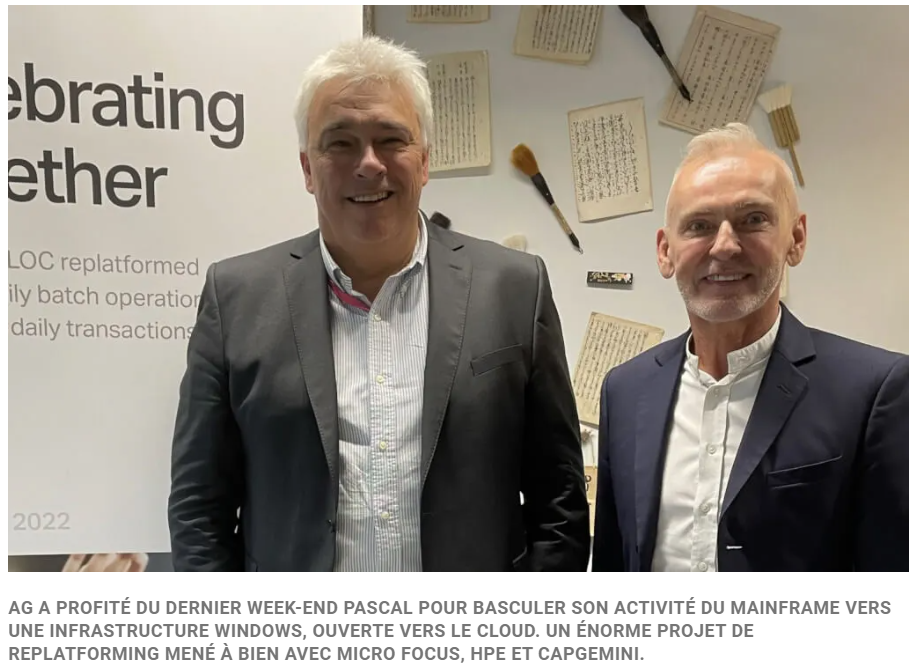 ebrating
ether
LOC replatformed
ily batch operation
daily transactions
2022
AG A PROFITÉ DU DERNIER WEEK-END PASCAL POUR BASCULER SON ACTIVITÉ DU MAINFRAME VERS
UNE INFRASTRUCTURE WINDOWS, OUVERTE VERS LE CLOUD. UN ÉNORME PROJET DE
REPLATFORMING MENÉ À BIEN AVEC MICRO FOCUS, HPE ET CAPGEMINI.